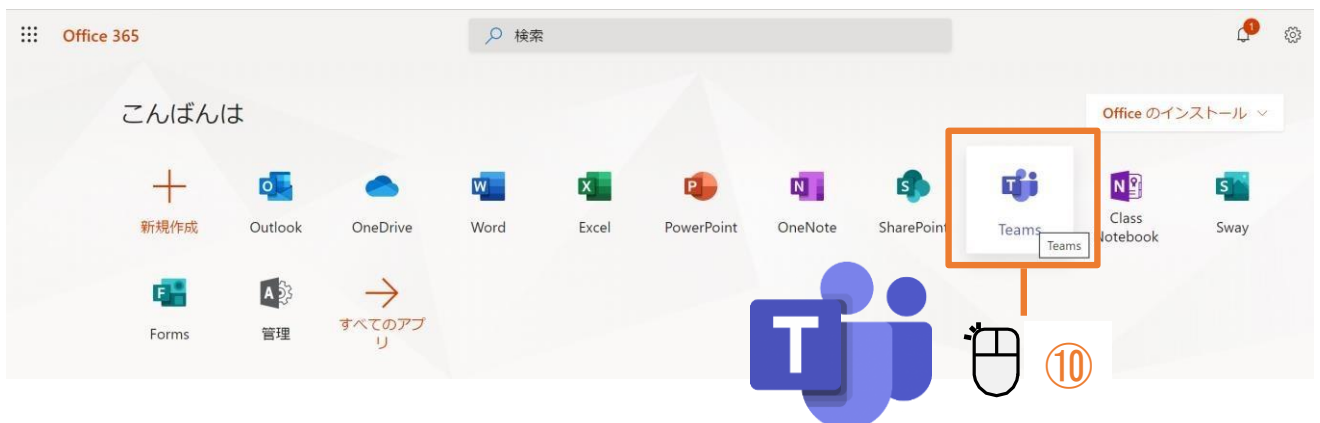 Office 365
検索
1
こんばんは
Office のインストール
新規作成
Outlook
OneDrive
Word
Excel
PowerPoint
OneNote
SharePoint
Teams
Teams
Class
Notebook
Sway
Forms
管理
すべてのアプ
リ
T
⑩